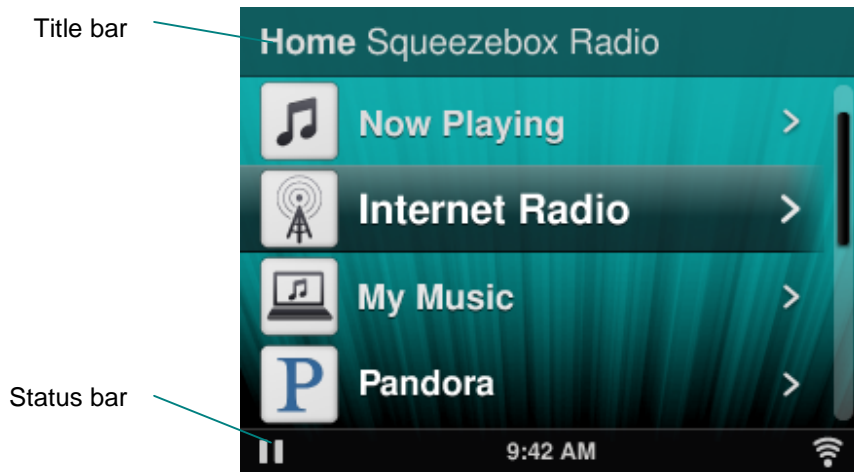 Title bar
Home Squeezebox Radio
Now Playing
Internet Radio
My Music
P
Pandora
Status bar
9:42 AM